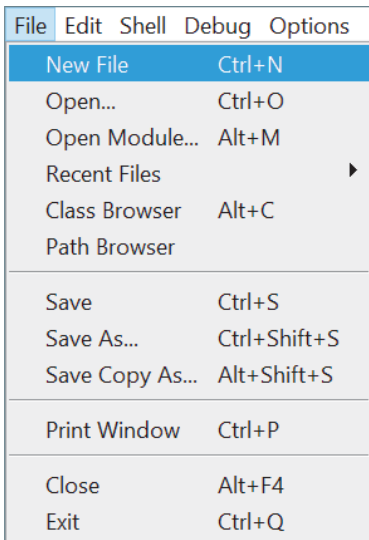 File Edit Shell Debug Options
New File Ctrl+N
Open... Ctrl+O
Open Module... Alt+M
Recent Files
Class Browser Alt+C
Path Browser
Save Ctrl+S
Save As... Ctrl+Shift+S
Save Copy As... Alt+Shift+S
Print Window Ctrl+P
Close Alt+F4
Exit Ctrl+Q